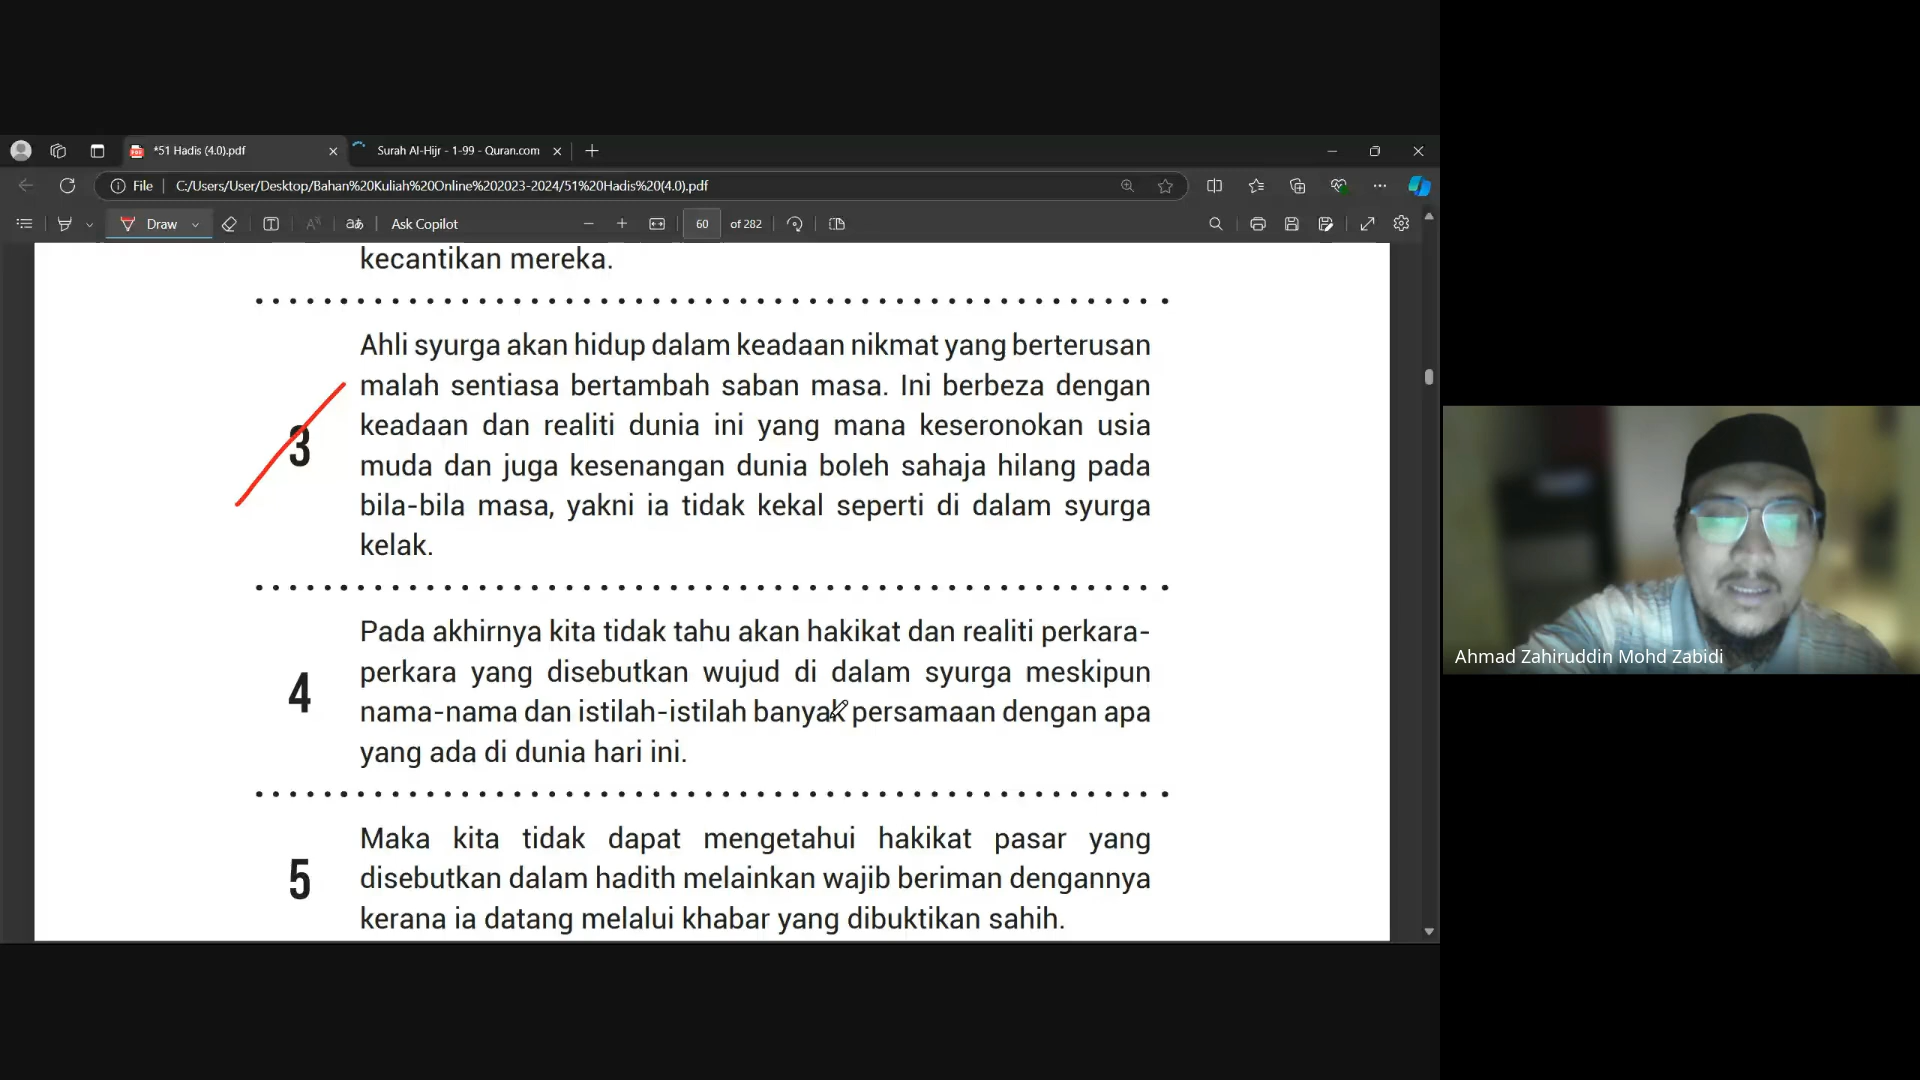 *51 Hadis (4.0).pdf
Surah Al-Hijr - 1-99 - Quran.com
File
C:/Users/User/Desktop/Bahan%20Kuliah%20Online%202023-2024/51%20Hadis%20(4.0).pdf
Draw
aあ
Ask Copilot
60
of 282
kecantikan mereka.
3
Ahli syurga akan hidup dalam keadaan nikmat yang berterusan
malah sentiasa bertambah saban masa. Ini berbeza dengan
keadaan dan realiti dunia ini yang mana keseronokan usia
muda dan juga kesenangan dunia boleh sahaja hilang pada
bila-bila masa, yakni ia tidak kekal seperti di dalam syurga
kelak.
4
Pada akhirnya kita tidak tahu akan hakikat dan realiti perkara-
perkara yang disebutkan wujud di dalam syurga meskipun
nama-nama dan istilah-istilah banyak persamaan dengan apa
yang ada di dunia hari ini.
5
Maka kita tidak dapat mengetahui hakikat pasar yang
disebutkan dalam hadith melainkan wajib beriman dengannya
kerana ia datang melalui khabar yang dibuktikan sahih.
Ahmad Zahiruddin Mohd Zabidi